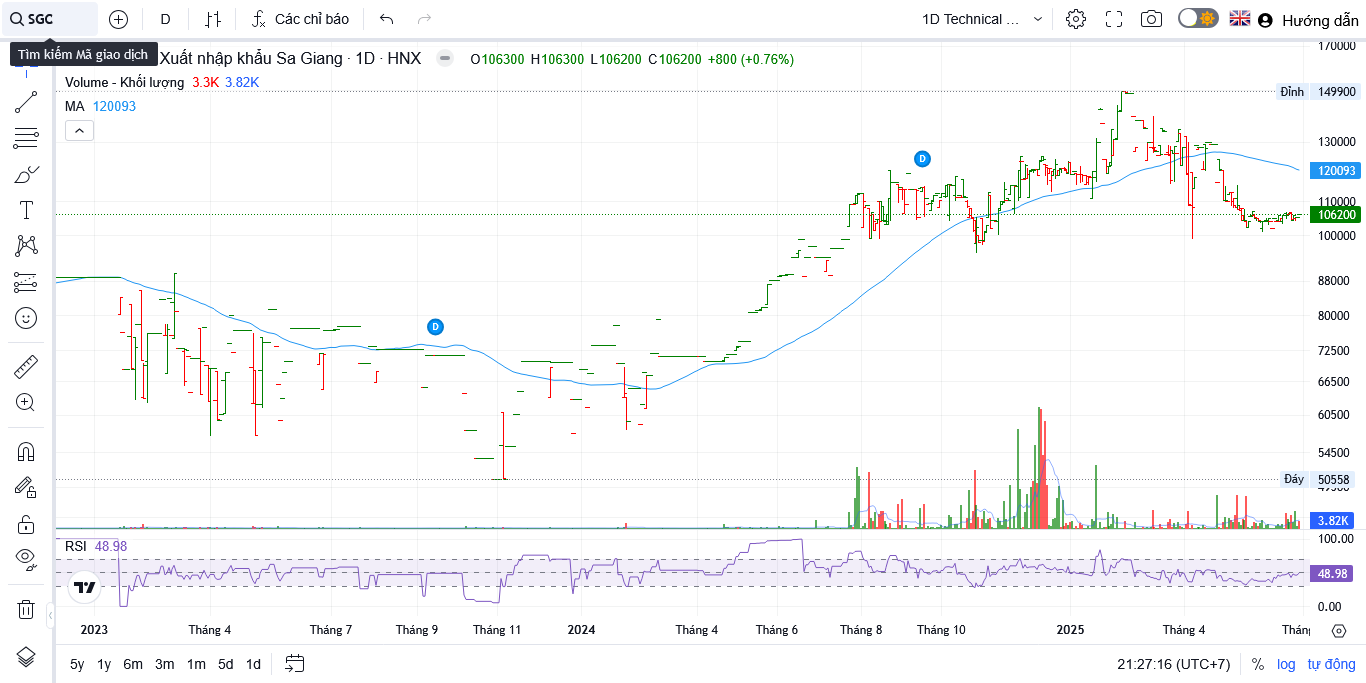 SGC
D
Các chỉ báo
1D Technical ...
Hướng dẫn
Tìm kiếm Mã giao dịch
Xuất nhập khẩu Sa Giang · 1D · HNX
O106300 H106300 L106200 C106200 +800 (+0.76%)
Volume - Khối lượng 3.3K 3.82K
MA 120093
170000
Đỉnh 149900
130000
D
120093
110000
106200
100000
88000
80000
D
72500
66500
60500
54500
Đáy 50558
3.82K
RSI 48.98
100.00
48.98
0.00
2023 Tháng 4 Tháng 7 Tháng 9 Tháng 11 2024 Tháng 4 Tháng 6 Tháng 8 Tháng 10 2025 Tháng 4
5y 1y 6m 3m 1m 5d 1d
21:27:16 (UTC+7) % log tự động